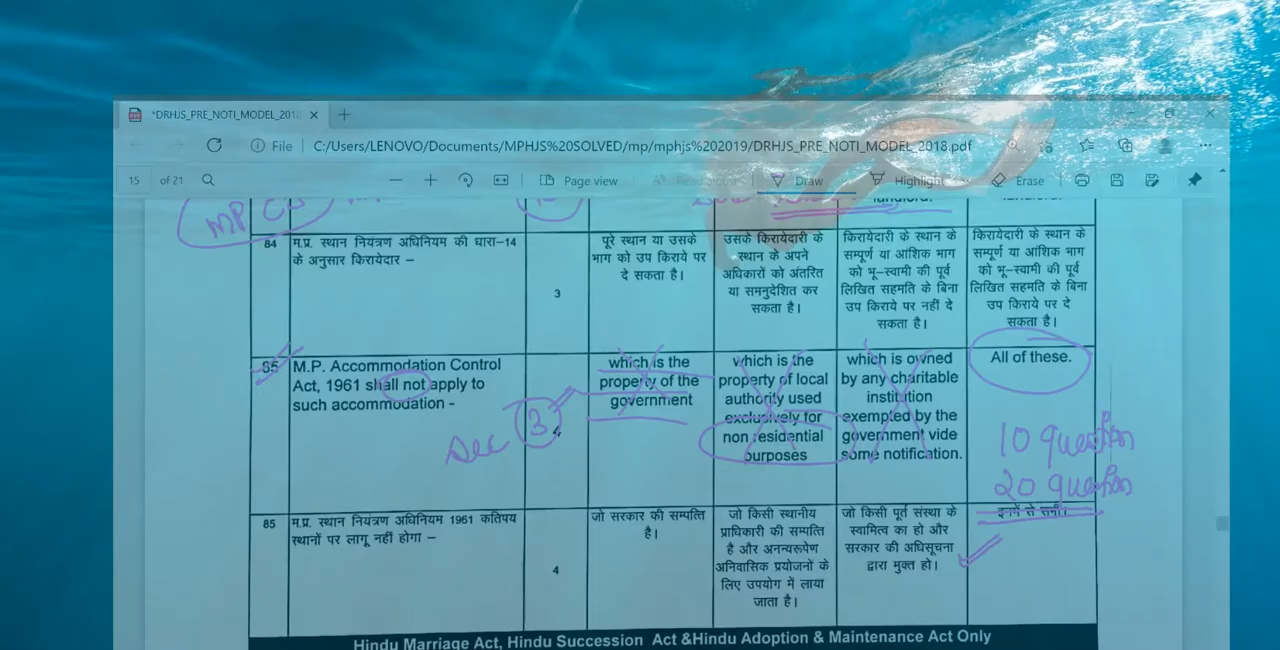 *DRHJS_PRE_NOTI_MODEL_2018
File
C:/Users/LENOVO/Documents/MPHJS%20SOLVED/mp/mphjs%202019/DRHJS_PRE_NOTI_MODEL_2018.pdf
15 of 21
Page view
Read aloud
Draw
Highlight
Erase
MP
landlord.
84
म.प्र. स्थान नियंत्रण अधिनियम की धारा–14
के अनुसार किरायेदार –
3
पूरे स्थान या उसके
भाग को उप किराये पर
दे सकता है।
उसके किरायेदारी के
स्थान के अपने
अधिकारों को अंतरित
या समनुदेशित कर
सकता है।
किरायेदारी के स्थान के
सम्पूर्ण या आंशिक भाग
को भू–स्वामी की पूर्व
लिखित सहमति के बिना
उप किराये पर नहीं दे
सकता है।
किरायेदारी के स्थान के
सम्पूर्ण या आंशिक भाग
को भू–स्वामी की पूर्व
लिखित सहमति के बिना
उप किराये पर दे
सकता है।
85
M.P. Accommodation Control
Act, 1961 shall not apply to
such accommodation -
Sec 3
4
which is the
property of the
government
which is the
property of local
authority used
exclusively for
non residential
purposes
which is owned
by any charitable
institution
exempted by the
government vide
some notification.
All of these.
10 question
20 question
85
म.प्र. स्थान नियंत्रण अधिनियम 1961 कतिपय
स्थानों पर लागू नहीं होगा –
4
जो सरकार की सम्पत्ति
है।
जो किसी स्थानीय
प्राधिकारी की सम्पत्ति
है और अनन्यरूपेण
अनिवासिक प्रयोजनों के
लिए उपयोग में लाया
जाता है।
जो किसी पूर्त संस्था के
स्वामित्व का हो और
सरकार की अधिसूचना
द्वारा मुक्त हो।
इनमें से सभी।
Hindu Marriage Act, Hindu Succession Act &Hindu Adoption & Maintenance Act Only